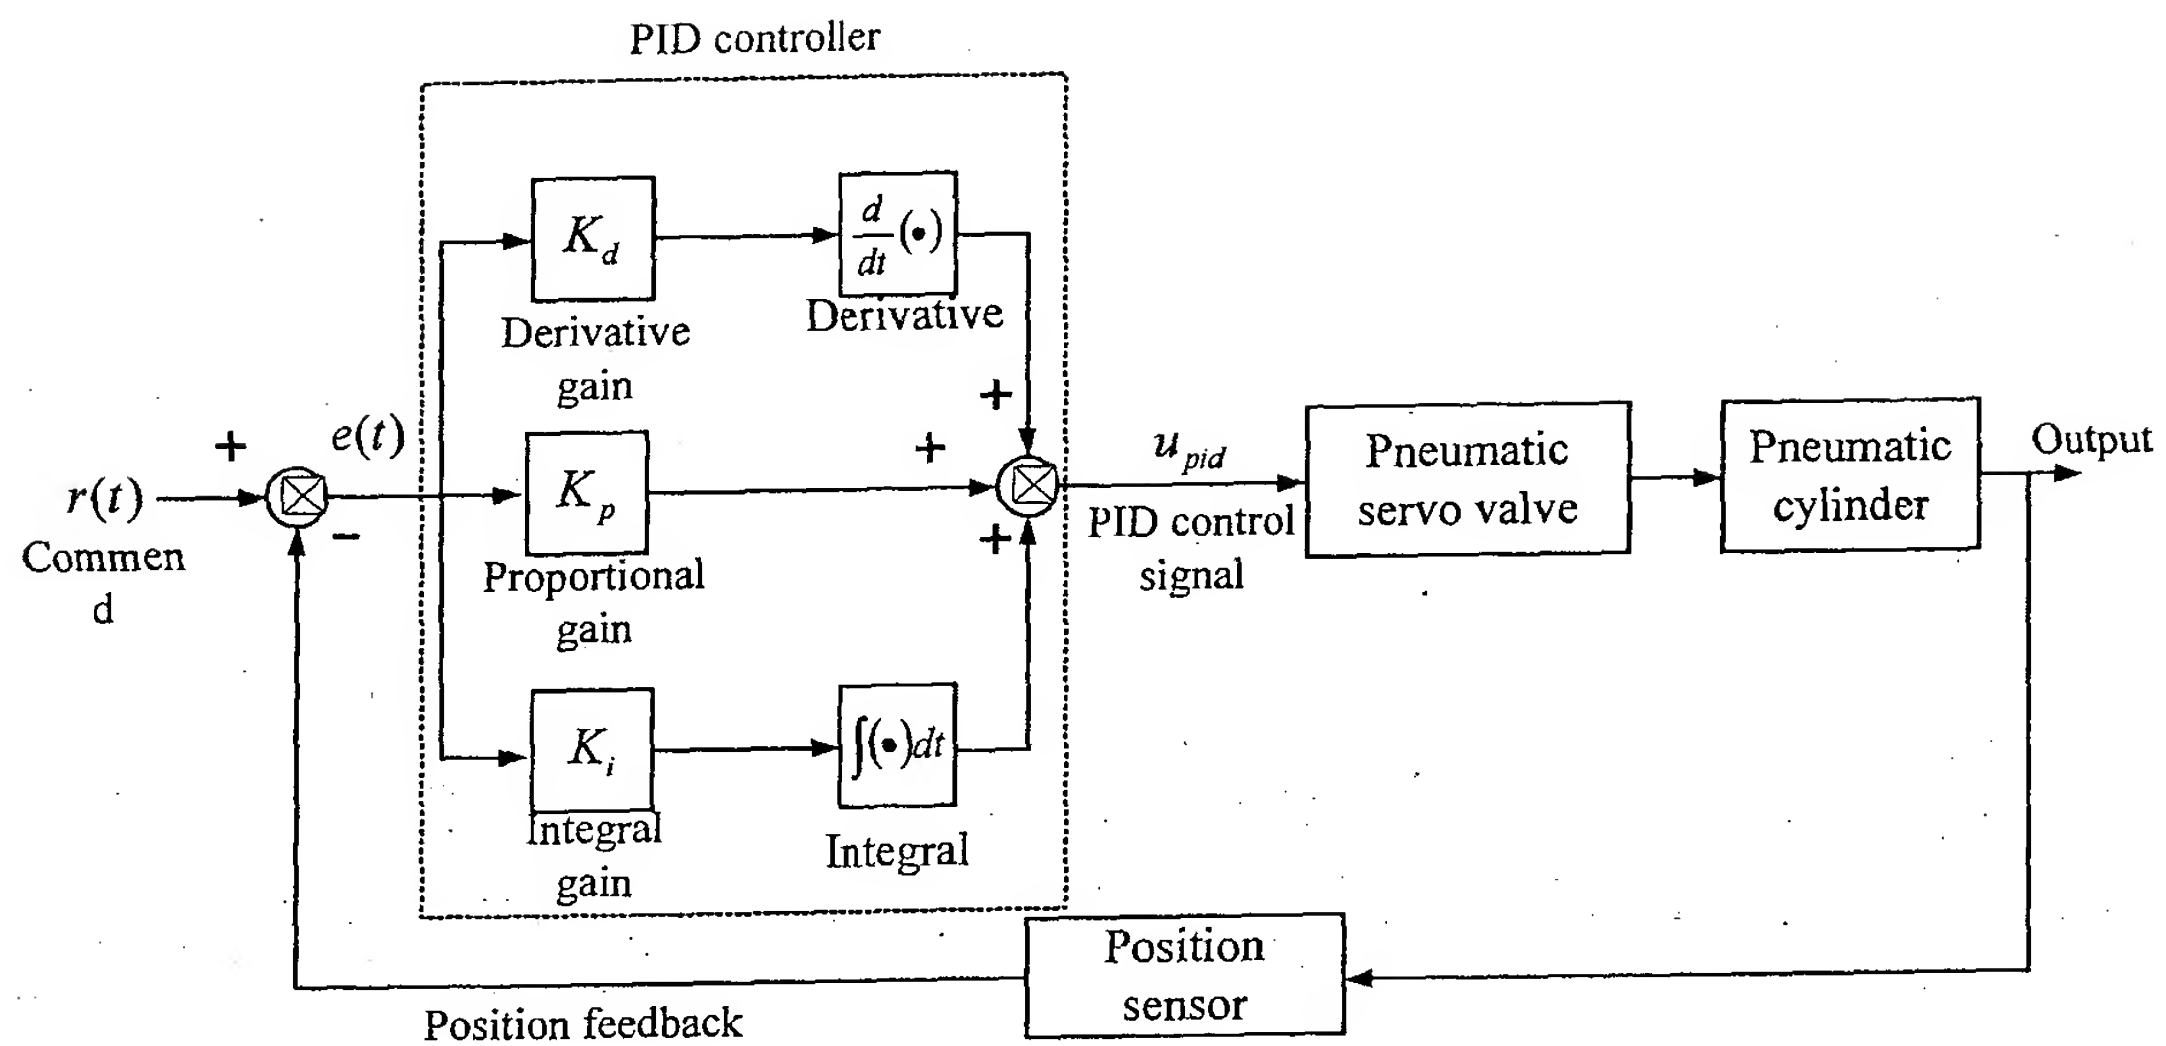 PID controller
K_d
d/dt (•)
Derivative
gain
Derivative
+
+
e(t)
+
r(t)
Commen
d
−
K_p
Proportional
gain
+
u_pid
PID control
signal
Pneumatic
servo valve
Pneumatic
cylinder
Output
K_i
Integral
gain
∫(•)dt
Integral
Position
sensor
Position feedback